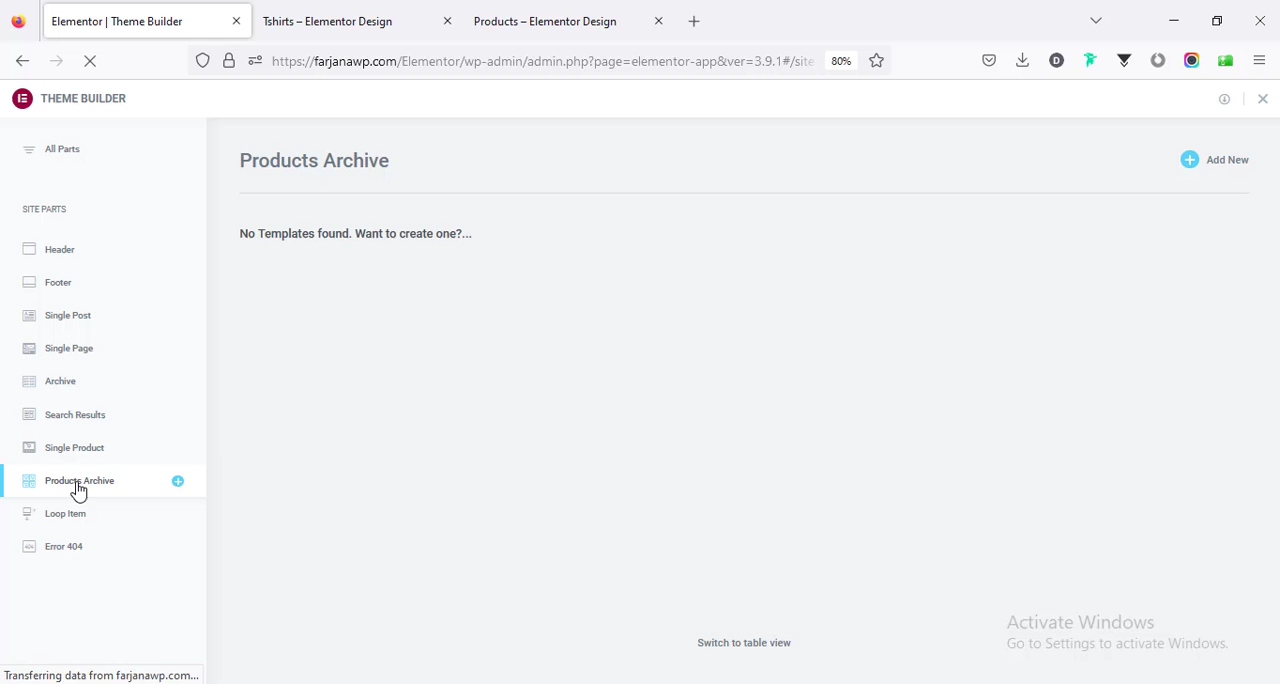 Elementor | Theme Builder
Tshirts – Elementor Design
Products – Elementor Design
https://farjanawp.com/Elementor/wp-admin/admin.php?page=elementor-app&ver=3.9.1#/site
80%
D
THEME BUILDER
All Parts
SITE PARTS
Header
Footer
Single Post
Single Page
Archive
Search Results
Single Product
Products Archive
Loop Item
Error 404
Products Archive
Add New
No Templates found. Want to create one?...
Switch to table view
Activate Windows
Go to Settings to activate Windows.
Transferring data from farjanawp.com...